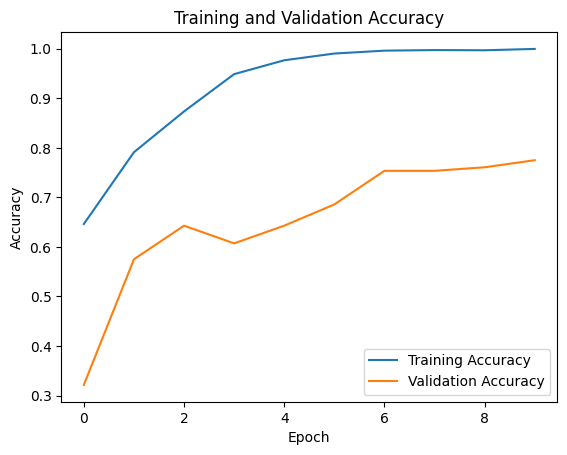 Training and Validation Accuracy
1.0
0.9
0.8
0.7
0.6
0.5
0.4
0.3
Accuracy
Training Accuracy
Validation Accuracy
0 2 4 6 8
Epoch